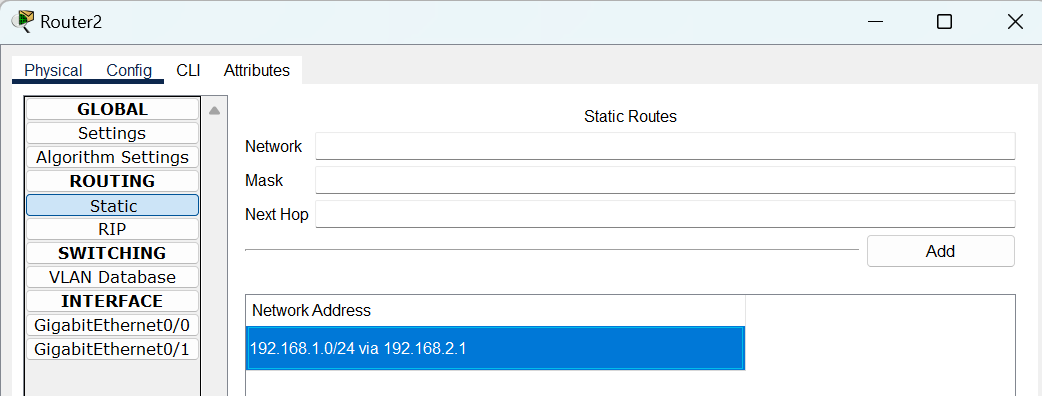 Router2
Physical Config CLI Attributes
GLOBAL
Settings
Algorithm Settings
ROUTING
Static
RIP
SWITCHING
VLAN Database
INTERFACE
GigabitEthernet0/0
GigabitEthernet0/1
Static Routes
Network
Mask
Next Hop
Add
Network Address
192.168.1.0/24 via 192.168.2.1